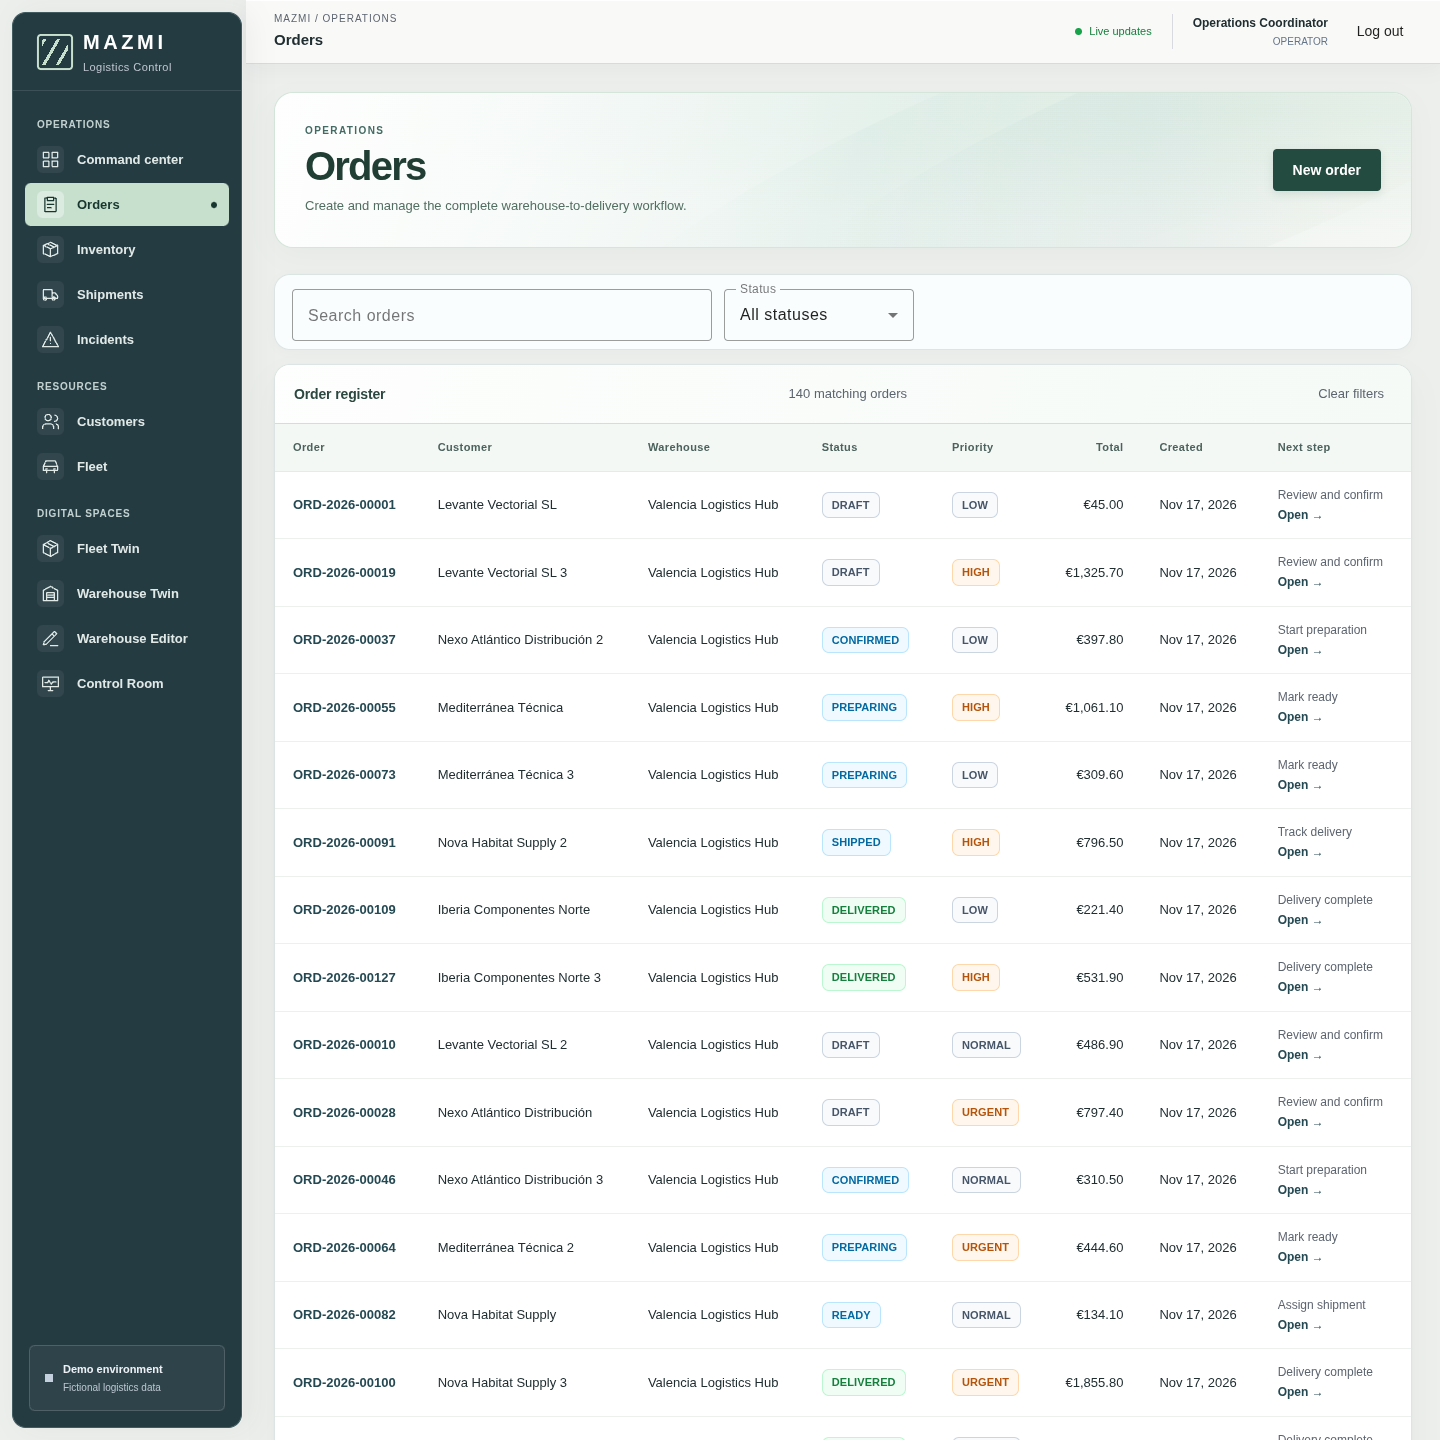 MAZMI
Logistics Control
OPERATIONS
Command center
Orders
Inventory
Shipments
Incidents
RESOURCES
Customers
Fleet
DIGITAL SPACES
Fleet Twin
Warehouse Twin
Warehouse Editor
Control Room
Demo environment
Fictional logistics data
MAZMI / OPERATIONS
Orders
Live updates
Operations Coordinator
OPERATOR
Log out
OPERATIONS
Orders
Create and manage the complete warehouse-to-delivery workflow.
New order
Search orders
Status
All statuses
Order register
140 matching orders
Clear filters
Order Customer Warehouse Status Priority Total Created Next step
ORD-2026-00001 Levante Vectorial SL Valencia Logistics Hub DRAFT LOW €45.00 Nov 17, 2026 Review and confirm
Open →
ORD-2026-00019 Levante Vectorial SL 3 Valencia Logistics Hub DRAFT HIGH €1,325.70 Nov 17, 2026 Review and confirm
Open →
ORD-2026-00037 Nexo Atlántico Distribución 2 Valencia Logistics Hub CONFIRMED LOW €397.80 Nov 17, 2026 Start preparation
Open →
ORD-2026-00055 Mediterránea Técnica Valencia Logistics Hub PREPARING HIGH €1,061.10 Nov 17, 2026 Mark ready
Open →
ORD-2026-00073 Mediterránea Técnica 3 Valencia Logistics Hub PREPARING LOW €309.60 Nov 17, 2026 Mark ready
Open →
ORD-2026-00091 Nova Habitat Supply 2 Valencia Logistics Hub SHIPPED HIGH €796.50 Nov 17, 2026 Track delivery
Open →
ORD-2026-00109 Iberia Componentes Norte Valencia Logistics Hub DELIVERED LOW €221.40 Nov 17, 2026 Delivery complete
Open →
ORD-2026-00127 Iberia Componentes Norte 3 Valencia Logistics Hub DELIVERED HIGH €531.90 Nov 17, 2026 Delivery complete
Open →
ORD-2026-00010 Levante Vectorial SL 2 Valencia Logistics Hub DRAFT NORMAL €486.90 Nov 17, 2026 Review and confirm
Open →
ORD-2026-00028 Nexo Atlántico Distribución Valencia Logistics Hub DRAFT URGENT €797.40 Nov 17, 2026 Review and confirm
Open →
ORD-2026-00046 Nexo Atlántico Distribución 3 Valencia Logistics Hub CONFIRMED NORMAL €310.50 Nov 17, 2026 Start preparation
Open →
ORD-2026-00064 Mediterránea Técnica 2 Valencia Logistics Hub PREPARING URGENT €444.60 Nov 17, 2026 Mark ready
Open →
ORD-2026-00082 Nova Habitat Supply Valencia Logistics Hub READY NORMAL €134.10 Nov 17, 2026 Assign shipment
Open →
ORD-2026-00100 Nova Habitat Supply 3 Valencia Logistics Hub DELIVERED URGENT €1,855.80 Nov 17, 2026 Delivery complete
Open →
Delivery complete